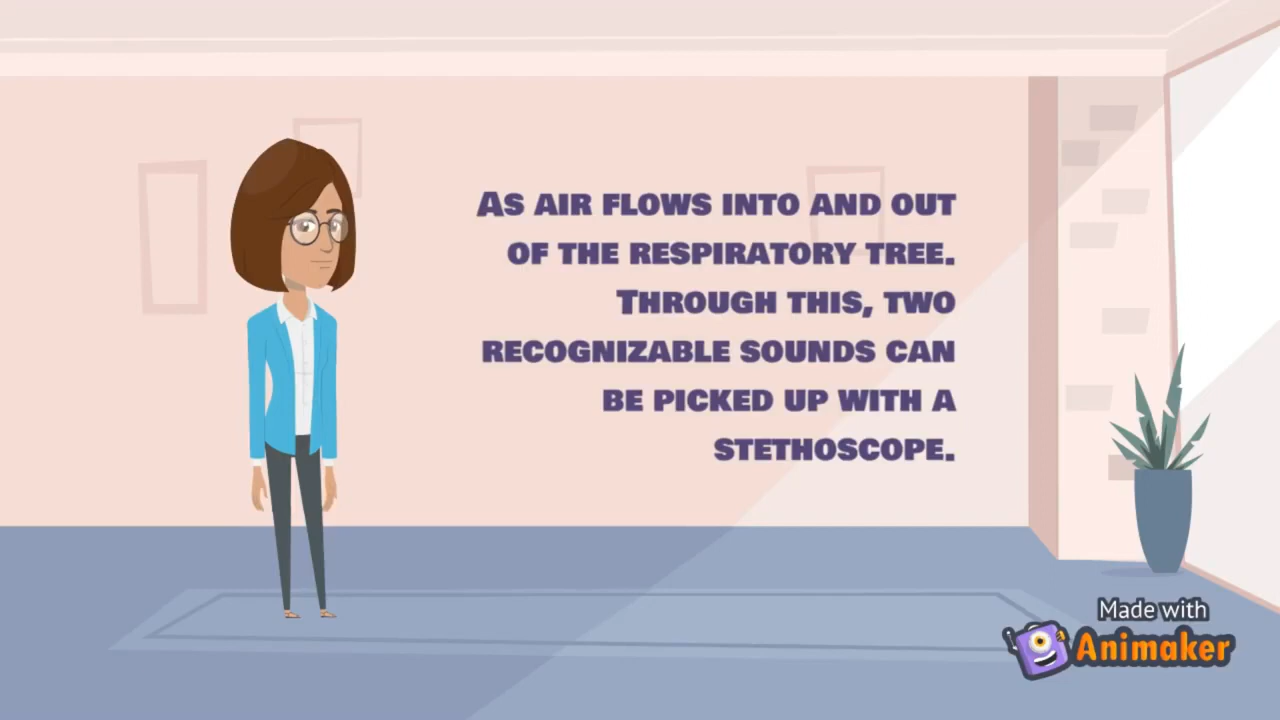 As air flows into and out
of the respiratory tree.
Through this, two
recognizable sounds can
be picked up with a
stethoscope.
Made with
Animaker